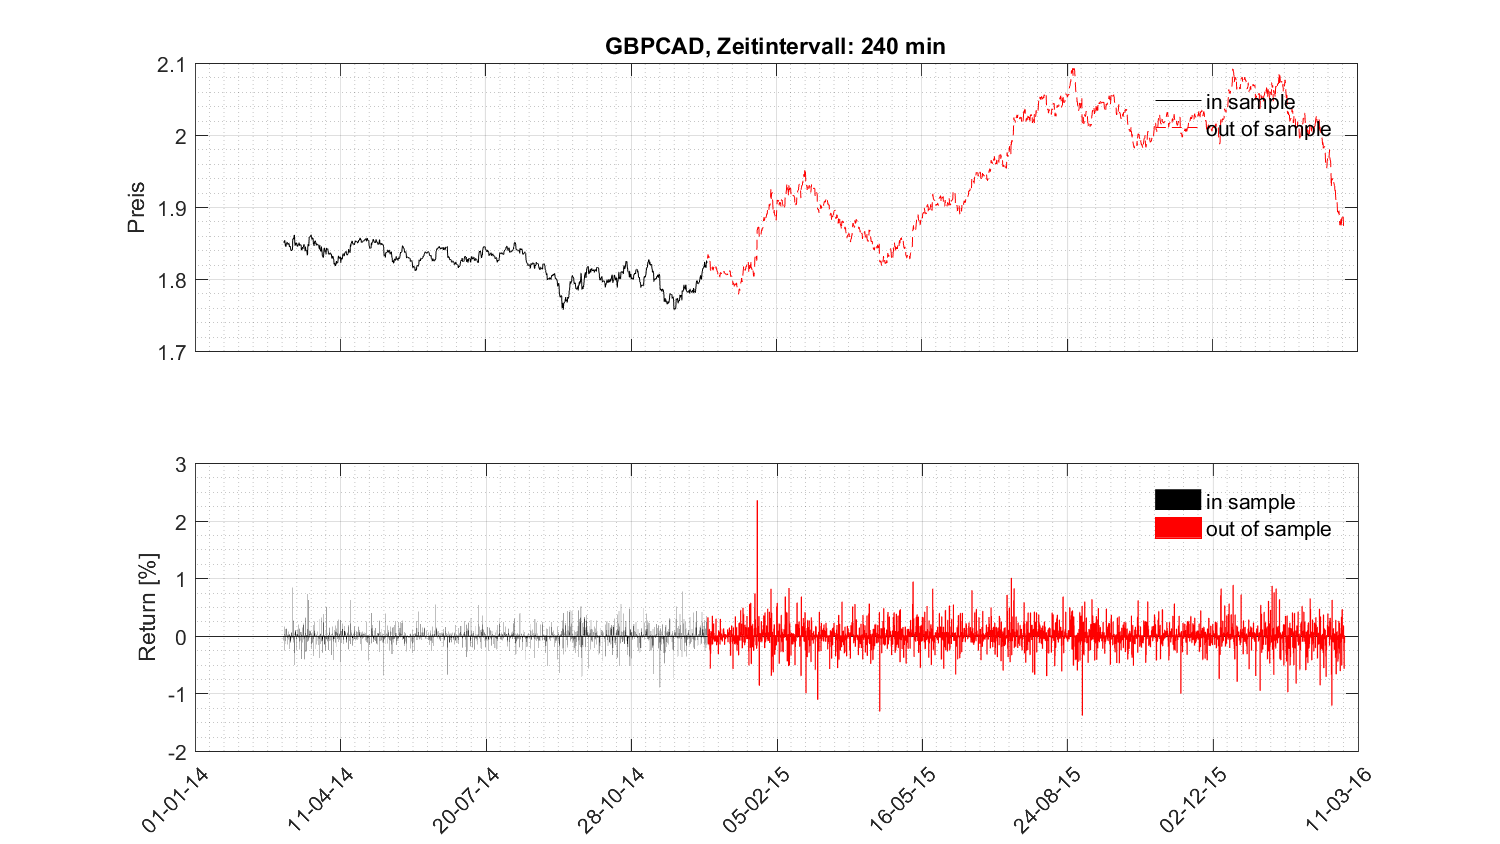 GBPCAD, Zeitintervall: 240 min
2.1
2
1.9
1.8
1.7
Preis
in sample
out of sample
3
2
1
0
-1
-2
Return [%]
in sample
out of sample
01-01-14
11-04-14
20-07-14
28-10-14
05-02-15
16-05-15
24-08-15
02-12-15
11-03-16